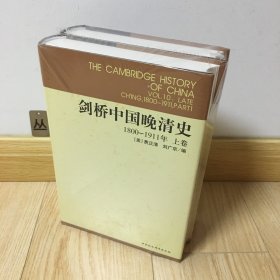 THE CAMBRIDGE HISTORY
OF CHINA
VOL.10 LATE
CH'ING,1800-1911,PART1
剑桥中国晚清史
1800-1911年 上卷
[美]费正清 刘广京/编
丛